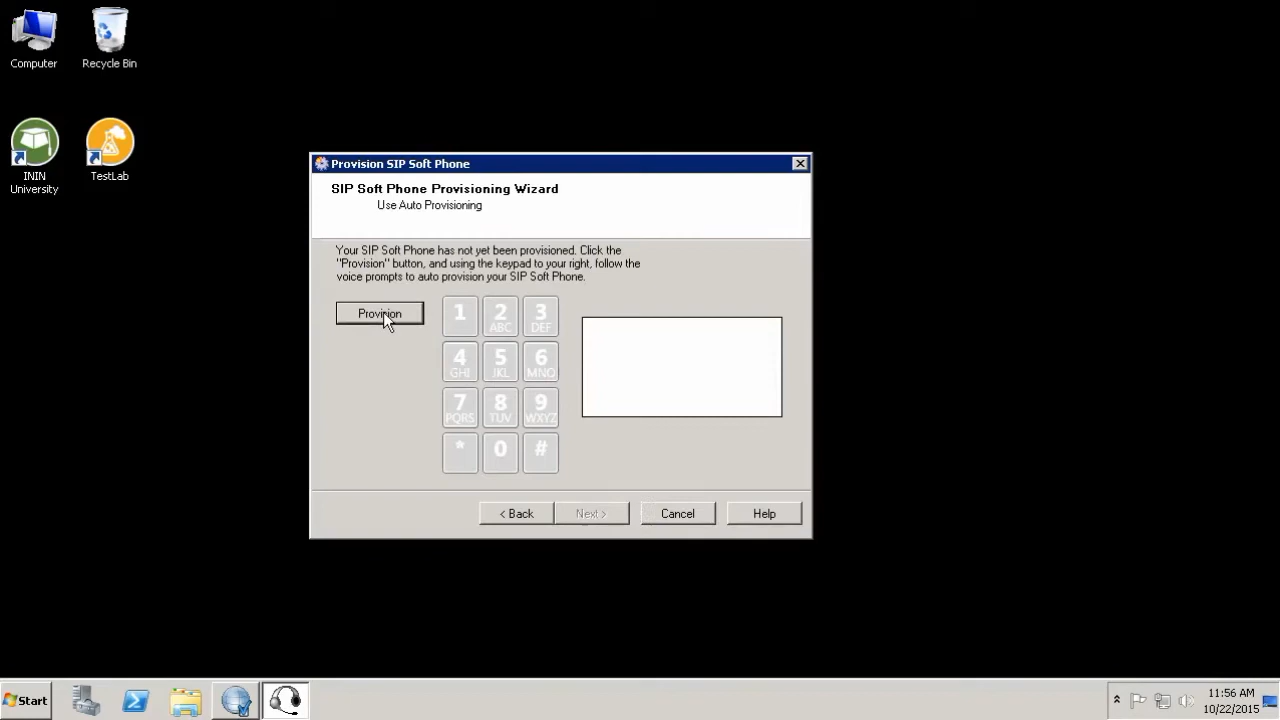 Computer
Recycle Bin
ININ
University
TestLab
Provision SIP Soft Phone
SIP Soft Phone Provisioning Wizard
Use Auto Provisioning
Your SIP Soft Phone has not yet been provisioned. Click the
"Provision" button, and using the keypad to your right, follow the
voice prompts to auto provision your SIP Soft Phone.
Provision
1 2 3
ABC DEF
4 5 6
GHI JKL MNO
7 8 9
PQRS TUV WXYZ
* 0 #
< Back Next > Cancel Help
Start
11:56 AM
10/22/2015